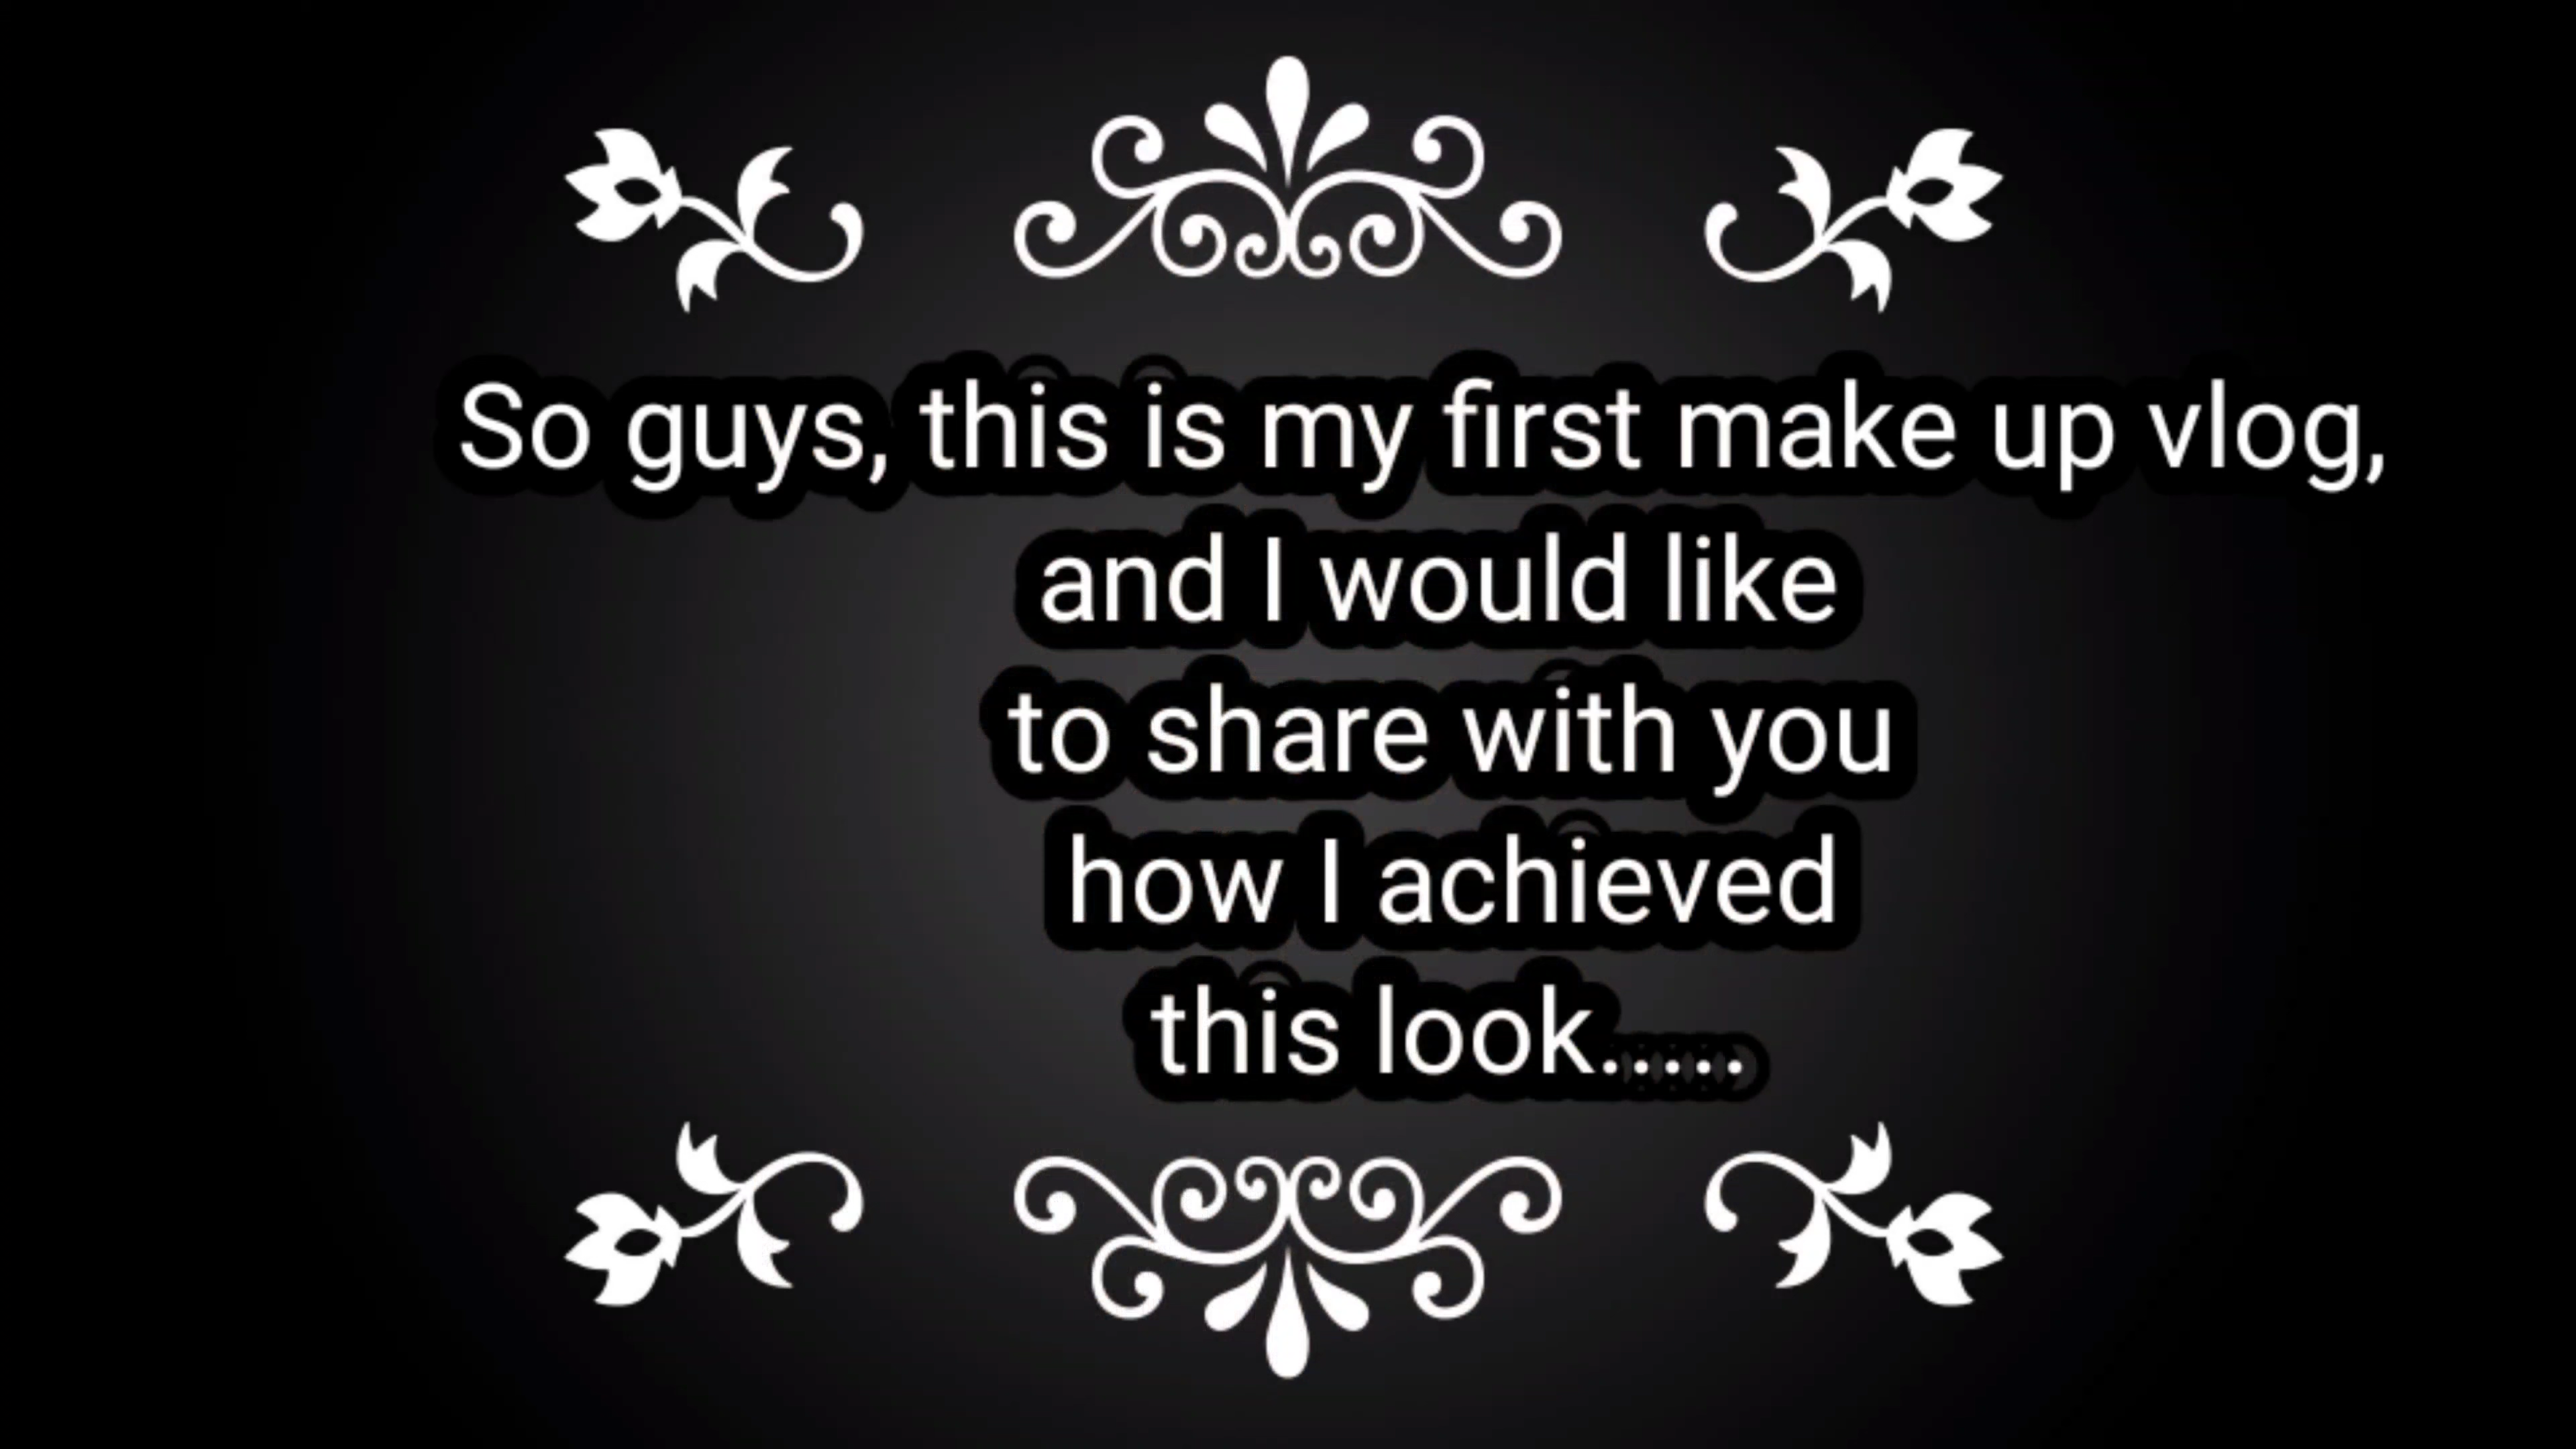 So guys, this is my first make up vlog,
and I would like
to share with you
how I achieved
this look.....